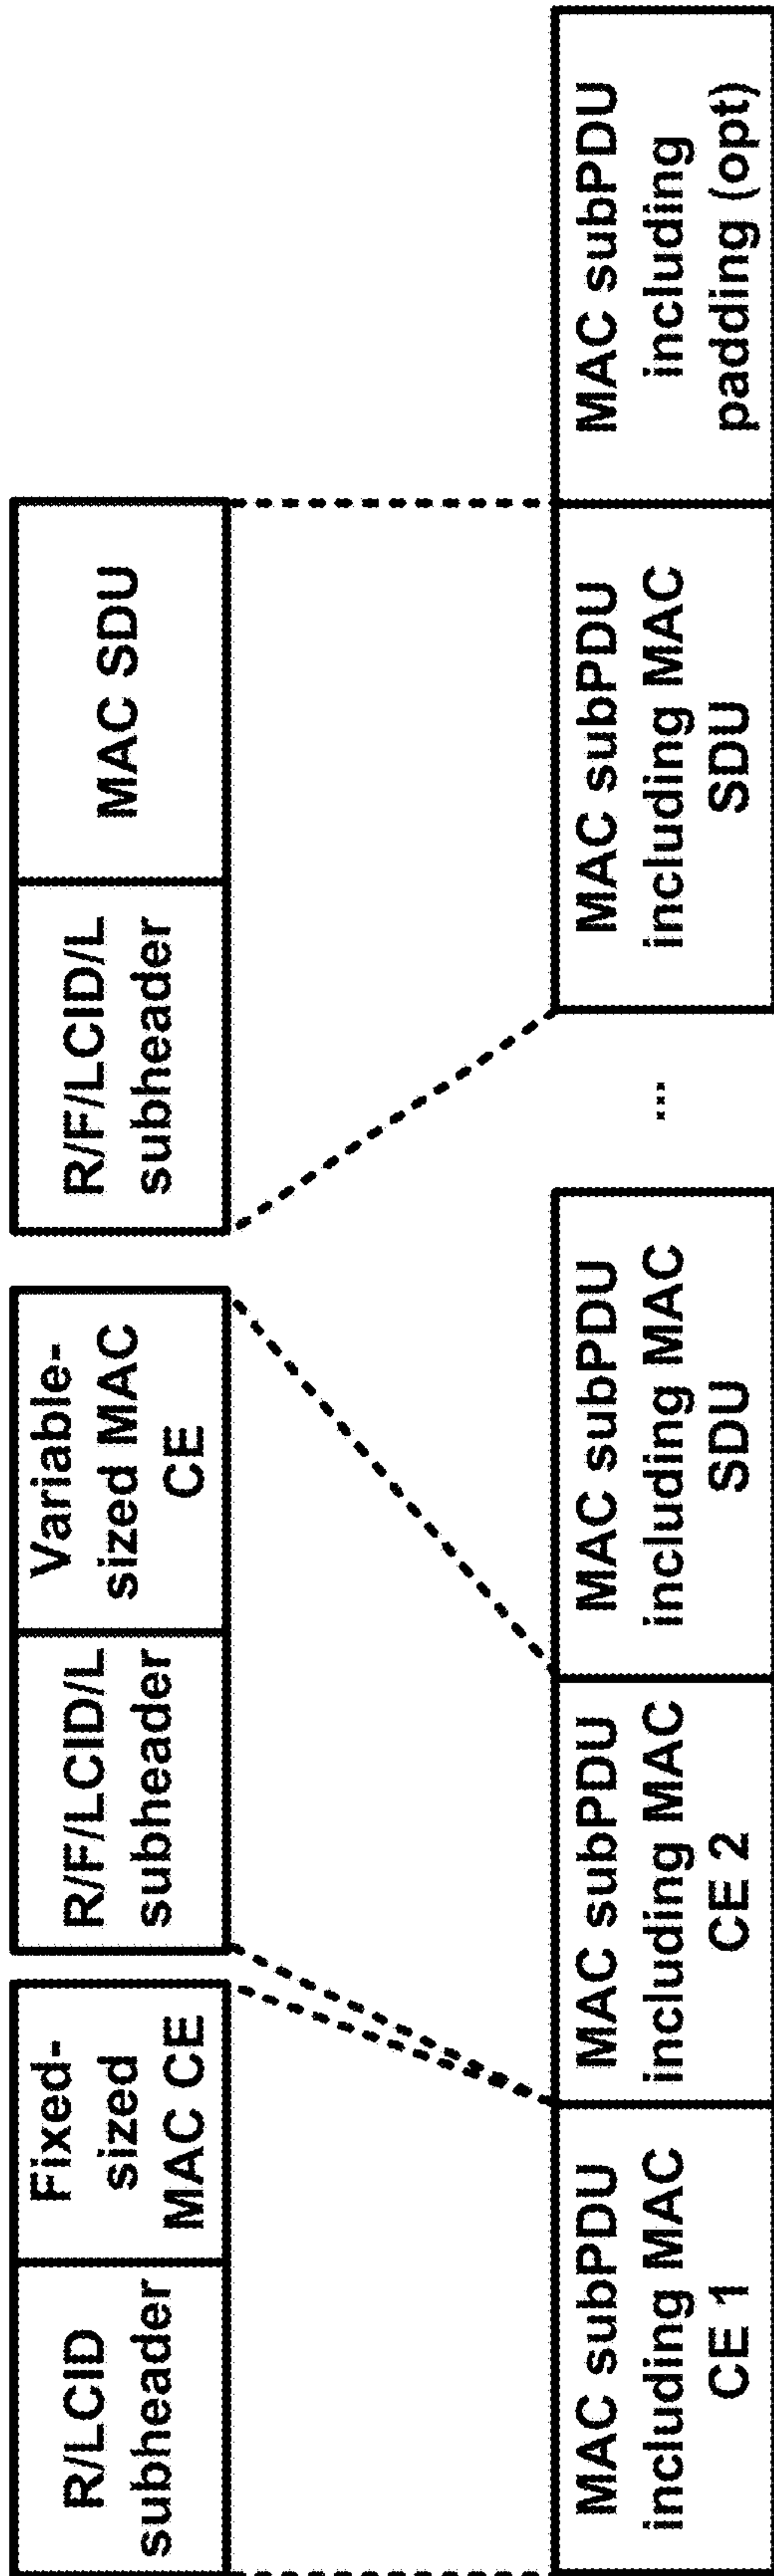 R/LCID
subheader
Fixed-
sized
MAC CE
R/F/LCID/L
subheader
Variable-
sized MAC
CE
R/F/LCID/L
subheader
MAC SDU
MAC subPDU
including MAC
CE 1
MAC subPDU
including MAC
CE 2
MAC subPDU
including MAC
SDU
...
MAC subPDU
including MAC
SDU
MAC subPDU
including
padding (opt)